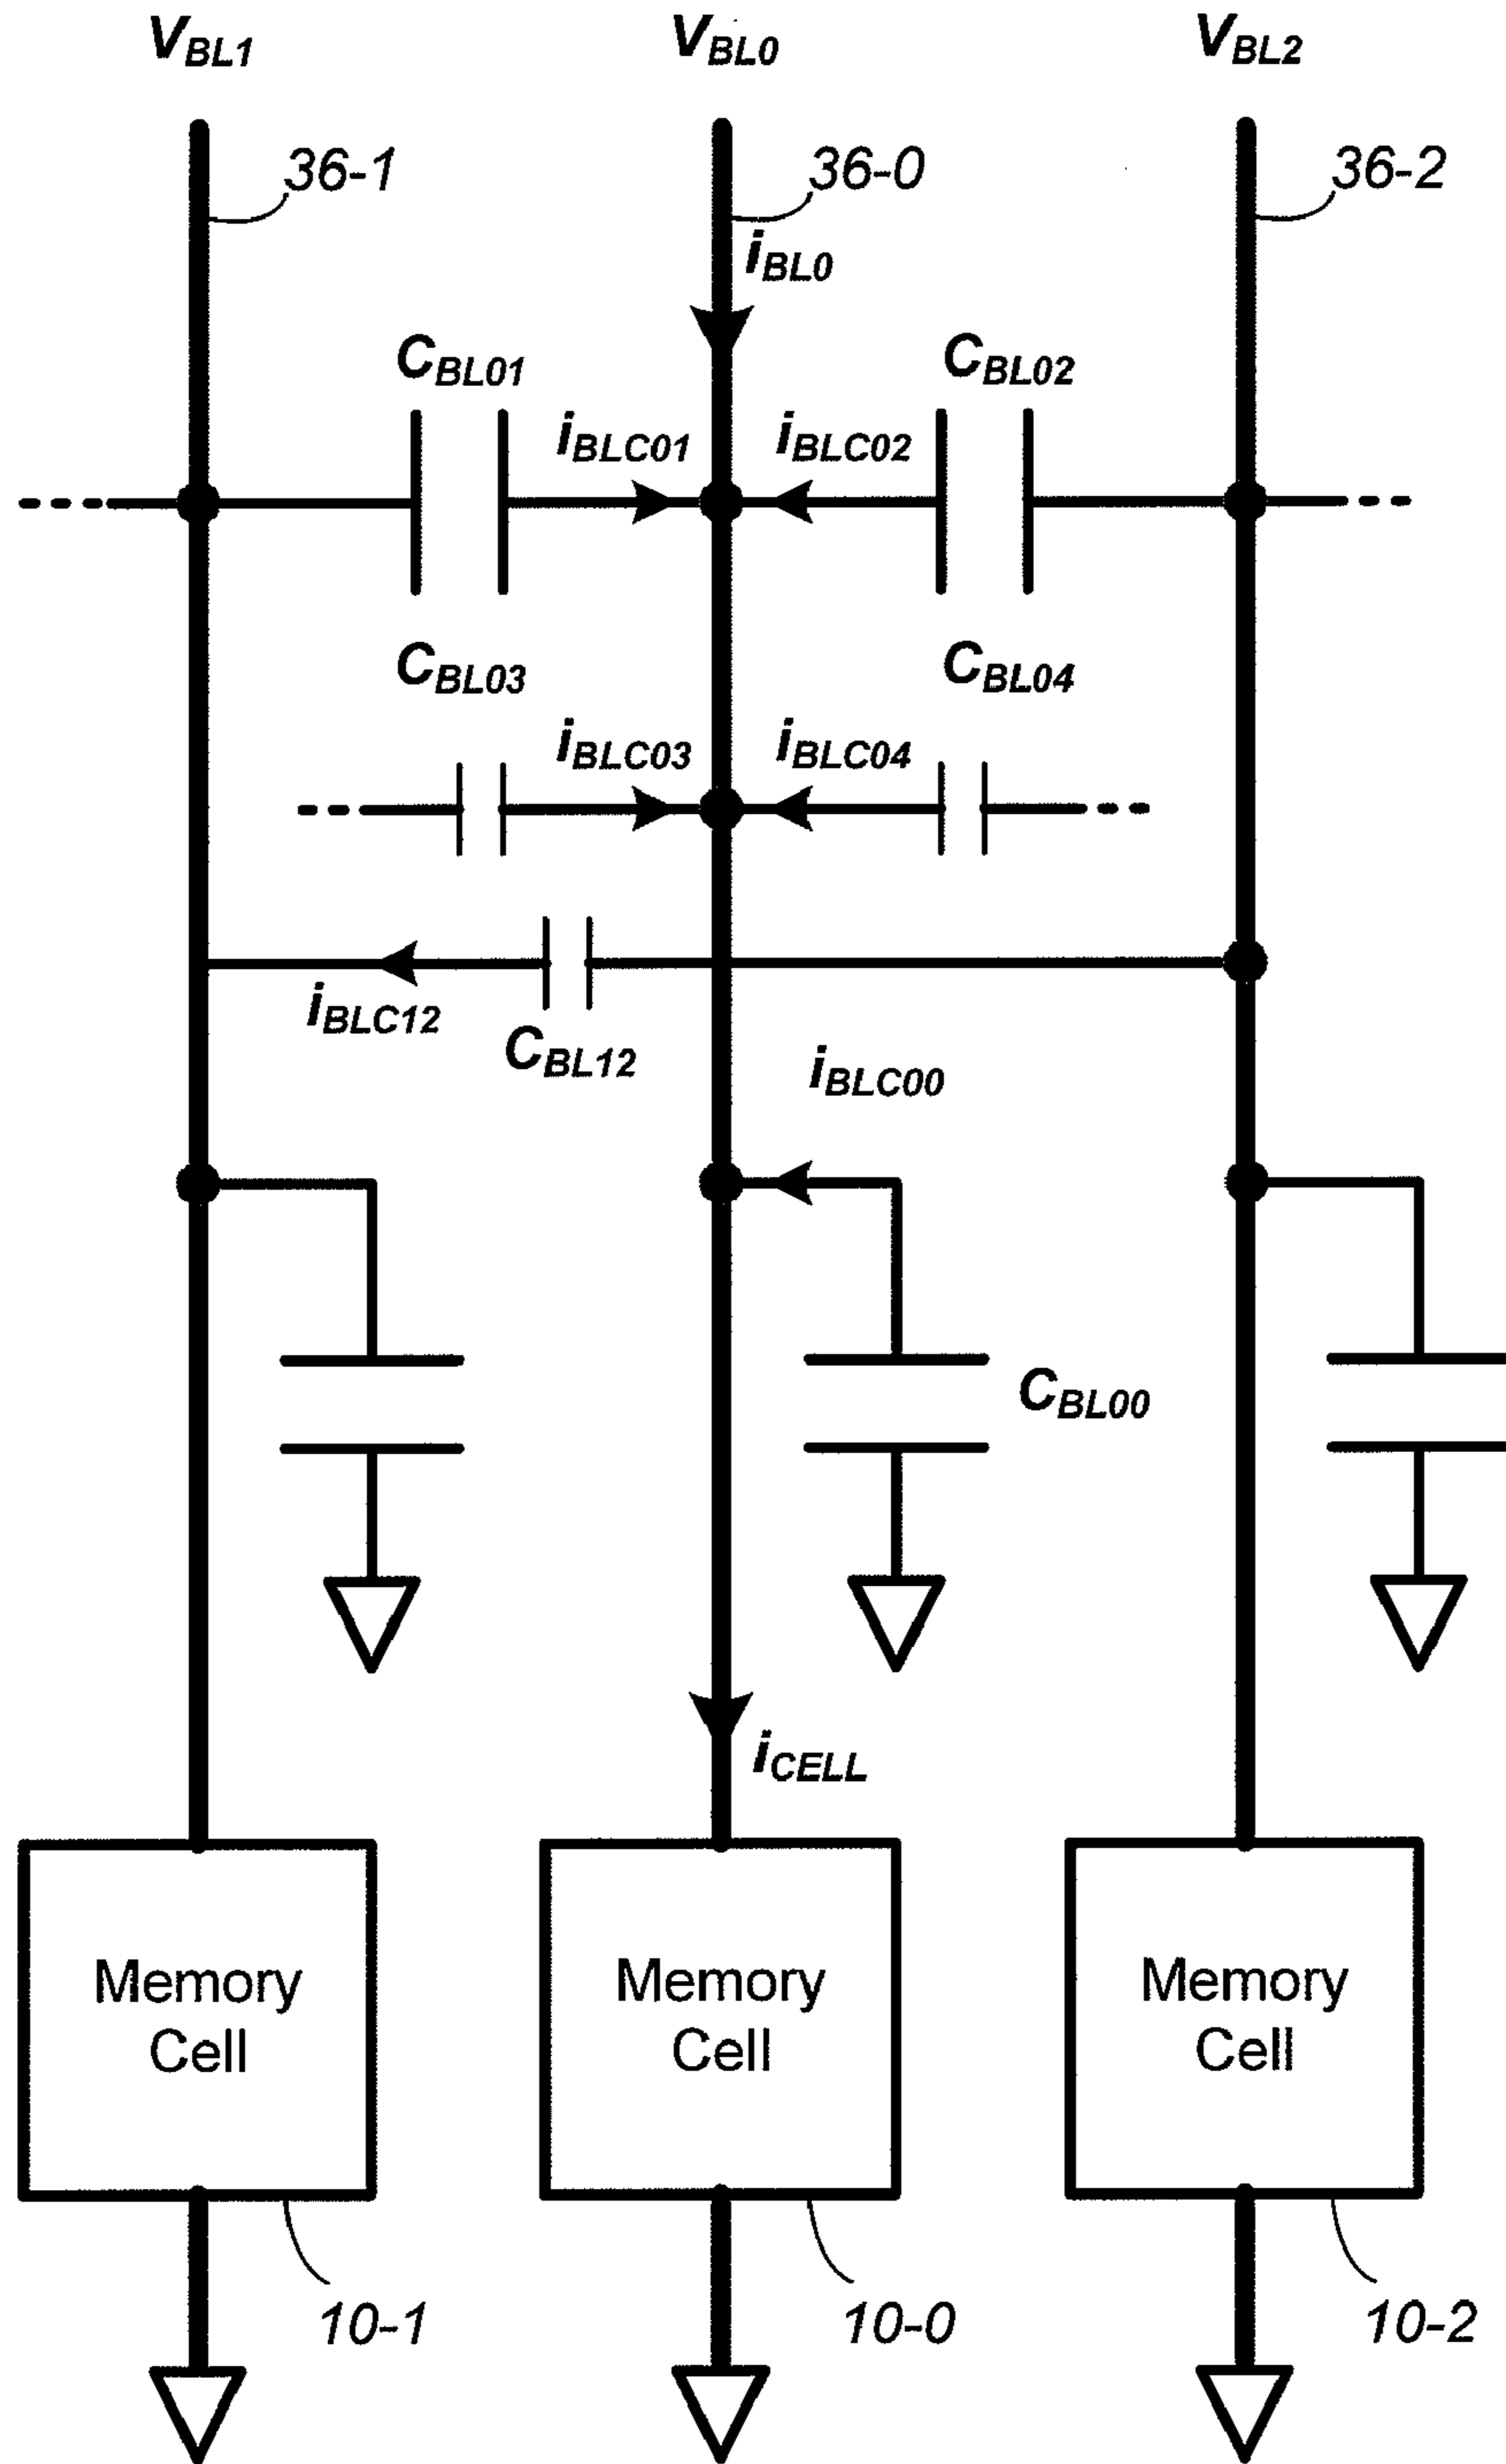 VBL1 VBL0 VBL2
36-1 36-0 36-2
iBL0
CBL01 CBL02
iBLC01 iBLC02
CBL03 CBL04
iBLC03 iBLC04
iBLC12
CBL12
iBLC00
CBL00
iCELL
Memory Cell
Memory Cell
Memory Cell
10-1 10-0 10-2